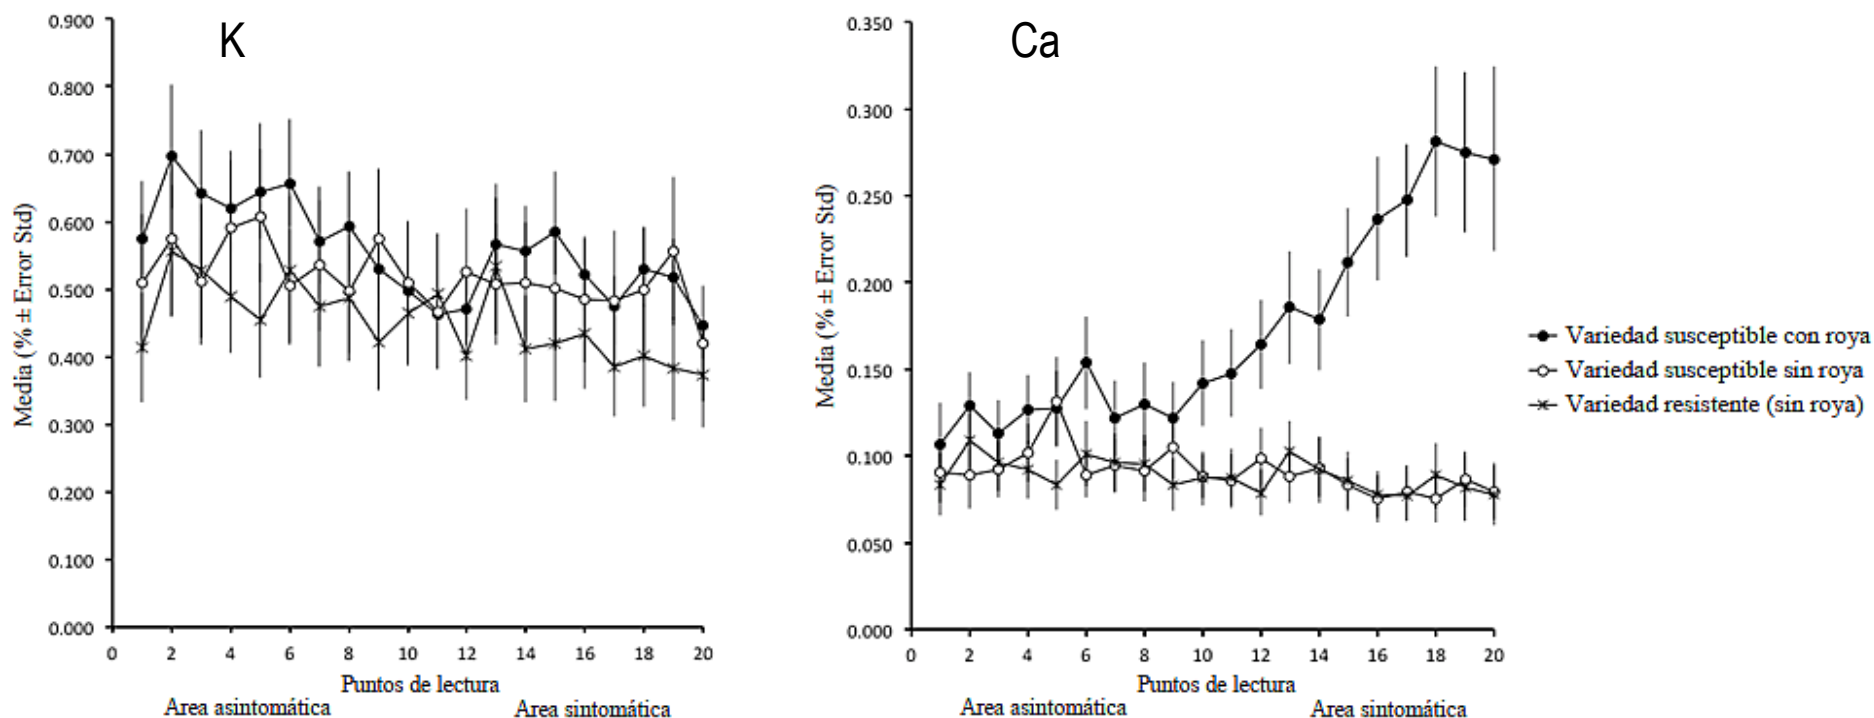 K
Media (% ± Error Std)
0.900
0.800
0.700
0.600
0.500
0.400
0.300
0.200
0.100
0.000
0 2 4 6 8 10 12 14 16 18 20
Puntos de lectura
Area asintomática Area sintomática
Ca
Media (% ± Error Std)
0.350
0.300
0.250
0.200
0.150
0.100
0.050
0.000
0 2 4 6 8 10 12 14 16 18 20
Puntos de lectura
Area asintomática Area sintomática
Variedad susceptible con roya
Variedad susceptible sin roya
Variedad resistente (sin roya)